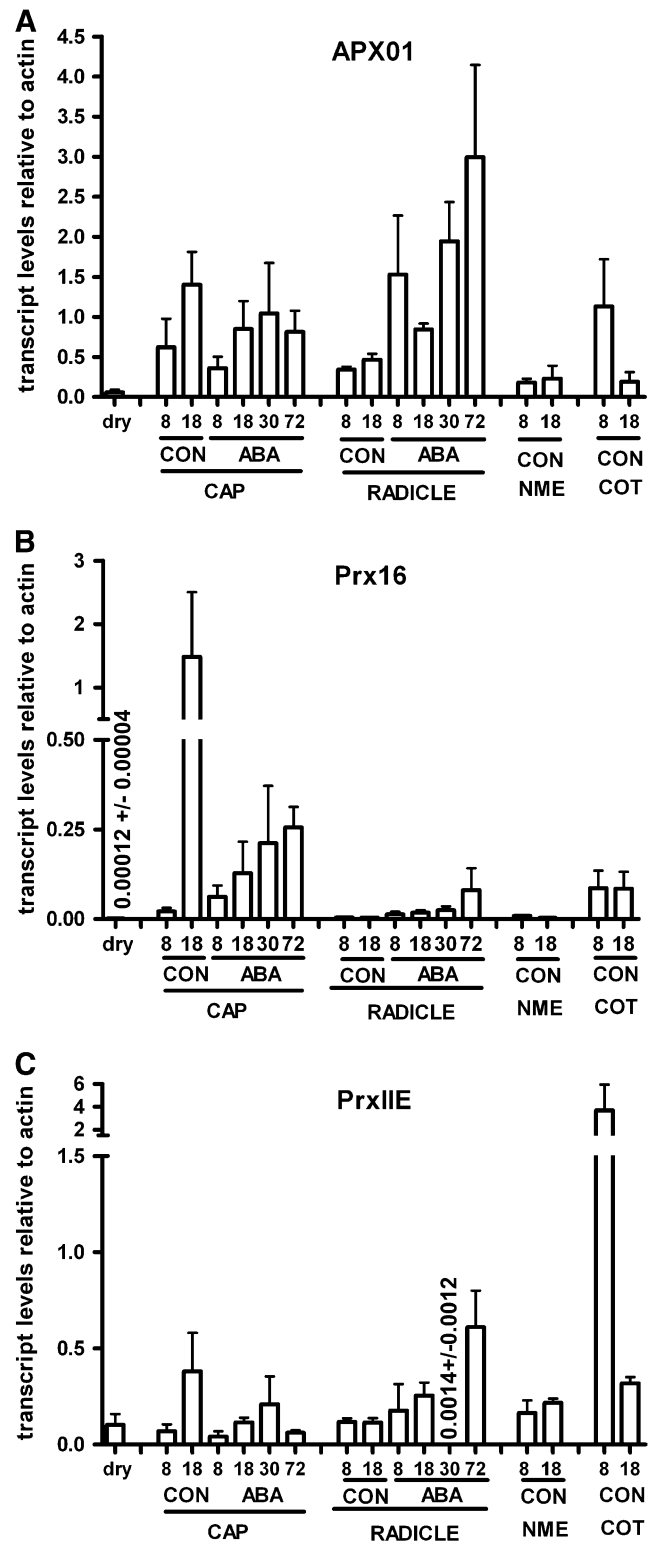 A
APX01
transcript levels relative to actin
4.5
4.0
3.5
3.0
2.5
2.0
1.5
1.0
0.5
0.0
dry 8 18 8 18 30 72 8 18 8 18 30 72 8 18 8 18
CON ABA CON ABA CON CON
CAP RADICLE NME COT
B
Prx16
transcript levels relative to actin
3
2
1
0.50
0.25
0.00
0.00012 +/- 0.00004
dry 8 18 8 18 30 72 8 18 8 18 30 72 8 18 8 18
CON ABA CON ABA CON CON
CAP RADICLE NME COT
C
PrxIIE
transcript levels relative to actin
6
4
2
1.5
1.0
0.5
0.0
0.0014+/-0.0012
dry 8 18 8 18 30 72 8 18 8 18 30 72 8 18 8 18
CON ABA CON ABA CON CON
CAP RADICLE NME COT